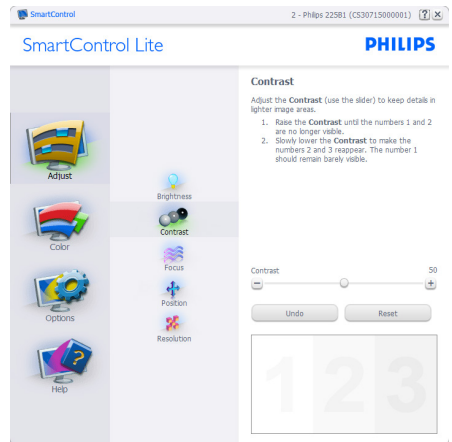 SmartControl
2 - Philips 225B1 (CS30715000001)
SmartControl Lite
PHILIPS
Adjust
Color
Options
Help
Brightness
Contrast
Focus
Position
Resolution
Contrast
Adjust the Contrast (use the slider) to keep details in
lighter image areas.
1. Raise the Contrast until the numbers 1 and 2
are no longer visible.
2. Slowly lower the Contrast to make the
numbers 2 and 3 reappear. The number 1
should remain barely visible.
Contrast 50
Undo Reset
1 2 3